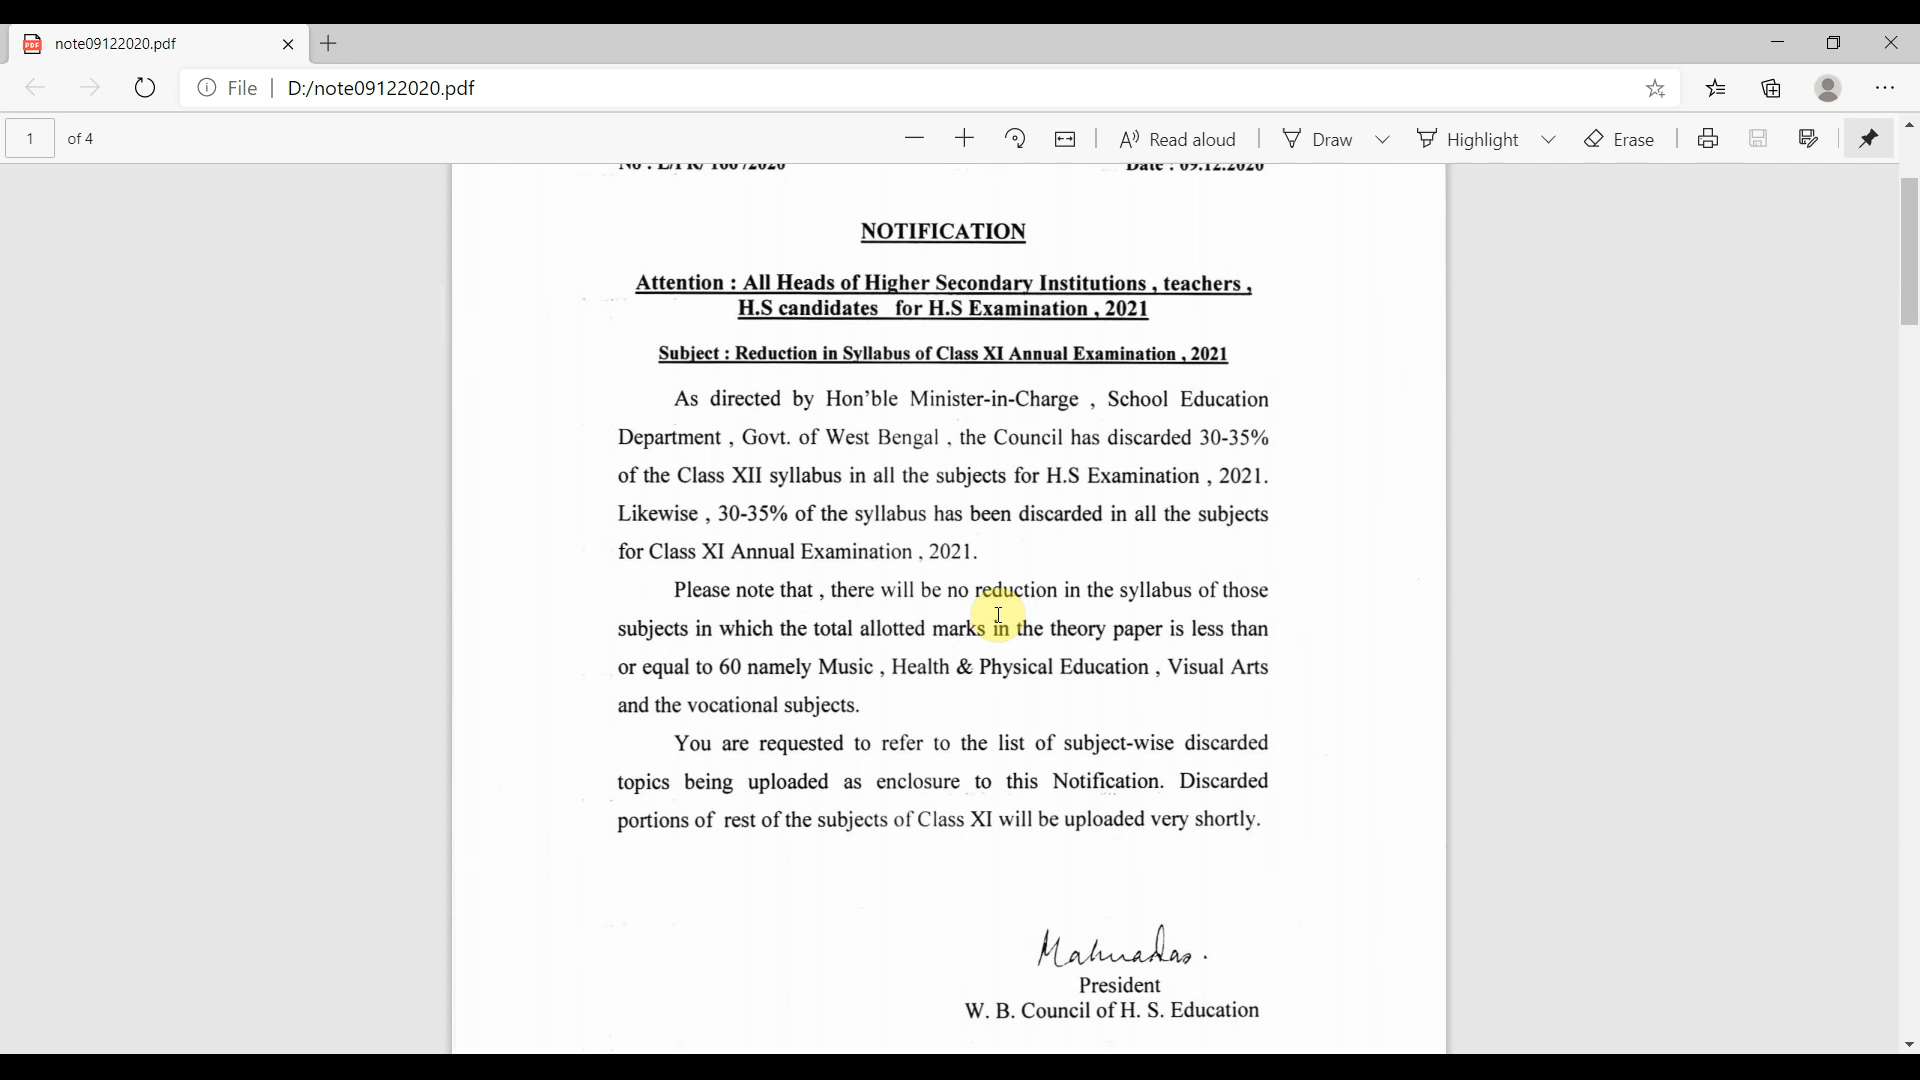 note09122020.pdf
File | D:/note09122020.pdf
1 of 4
Read aloud
Draw
Highlight
Erase
Date : 09.12.2020
NOTIFICATION
Attention : All Heads of Higher Secondary Institutions , teachers ,
H.S candidates for H.S Examination , 2021
Subject : Reduction in Syllabus of Class XI Annual Examination , 2021
As directed by Hon’ble Minister-in-Charge , School Education
Department , Govt. of West Bengal , the Council has discarded 30-35%
of the Class XII syllabus in all the subjects for H.S Examination , 2021.
Likewise , 30-35% of the syllabus has been discarded in all the subjects
for Class XI Annual Examination , 2021.
Please note that , there will be no reduction in the syllabus of those
subjects in which the total allotted marks in the theory paper is less than
or equal to 60 namely Music , Health & Physical Education , Visual Arts
and the vocational subjects.
You are requested to refer to the list of subject-wise discarded
topics being uploaded as enclosure to this Notification. Discarded
portions of rest of the subjects of Class XI will be uploaded very shortly.
President
W. B. Council of H. S. Education